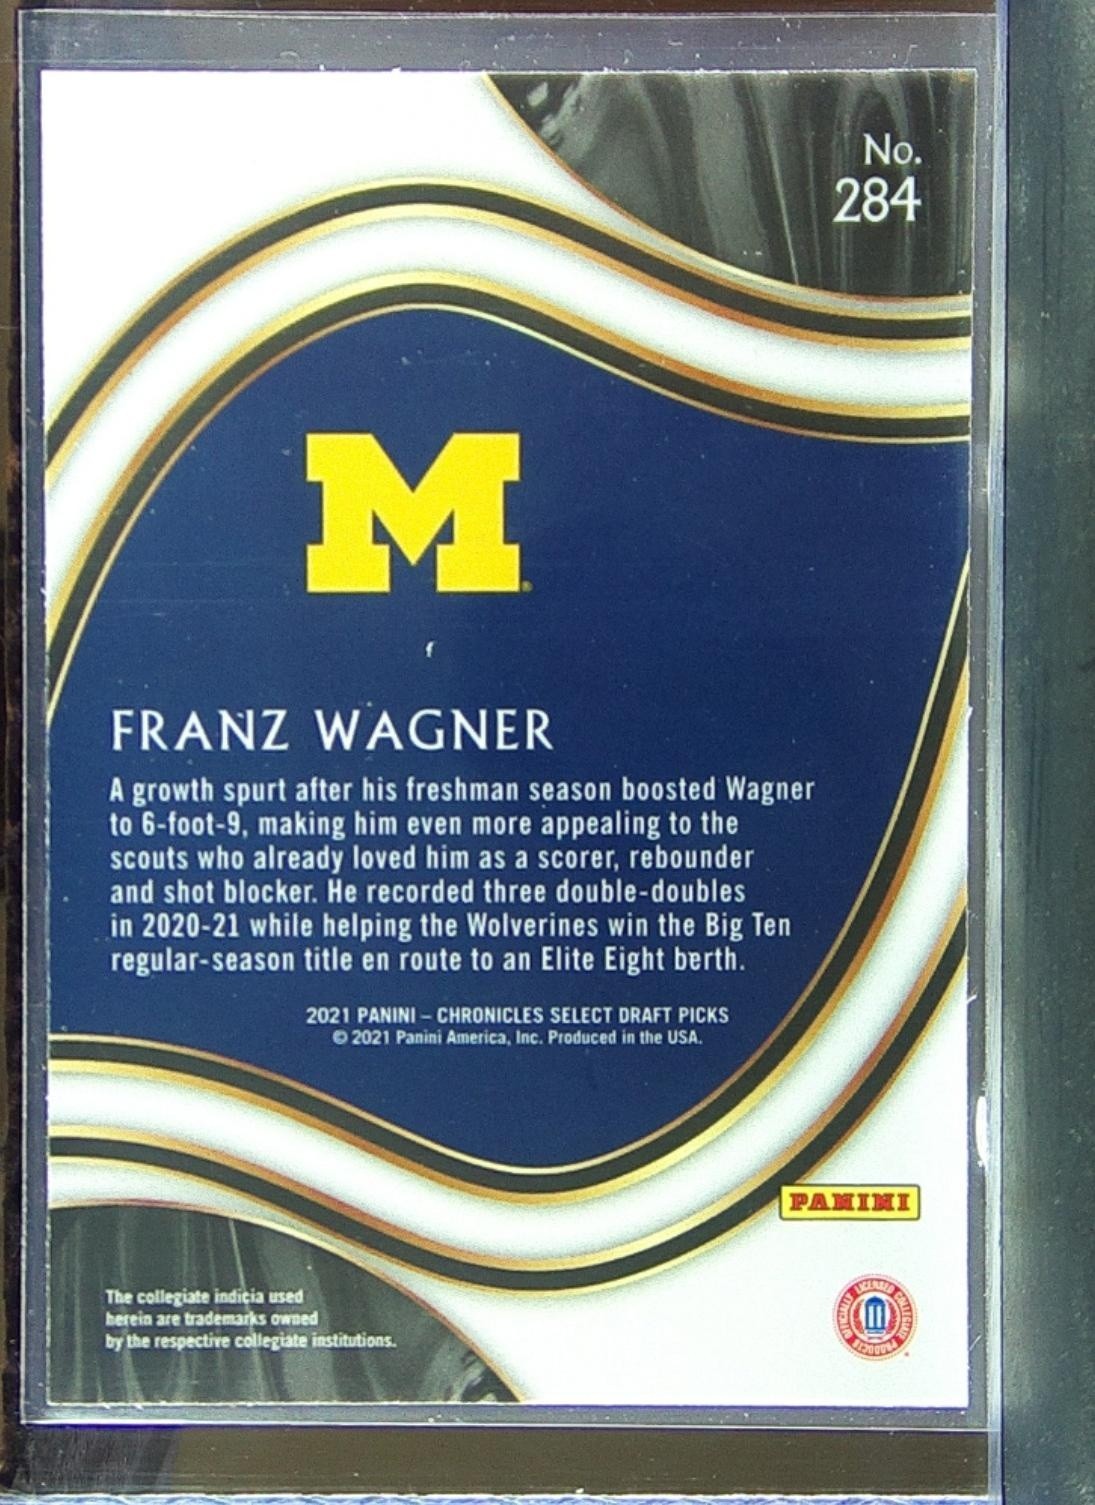 No.
284
M
FRANZ WAGNER
A growth spurt after his freshman season boosted Wagner
to 6-foot-9, making him even more appealing to the
scouts who already loved him as a scorer, rebounder
and shot blocker. He recorded three double-doubles
in 2020-21 while helping the Wolverines win the Big Ten
regular-season title en route to an Elite Eight berth.
2021 PANINI – CHRONICLES SELECT DRAFT PICKS
© 2021 Panini America, Inc. Produced in the USA.
PANINI
The collegiate indicia used
herein are trademarks owned
by the respective collegiate institutions.
OFFICIALLY LICENSED COLLEGIATE PRODUCTS